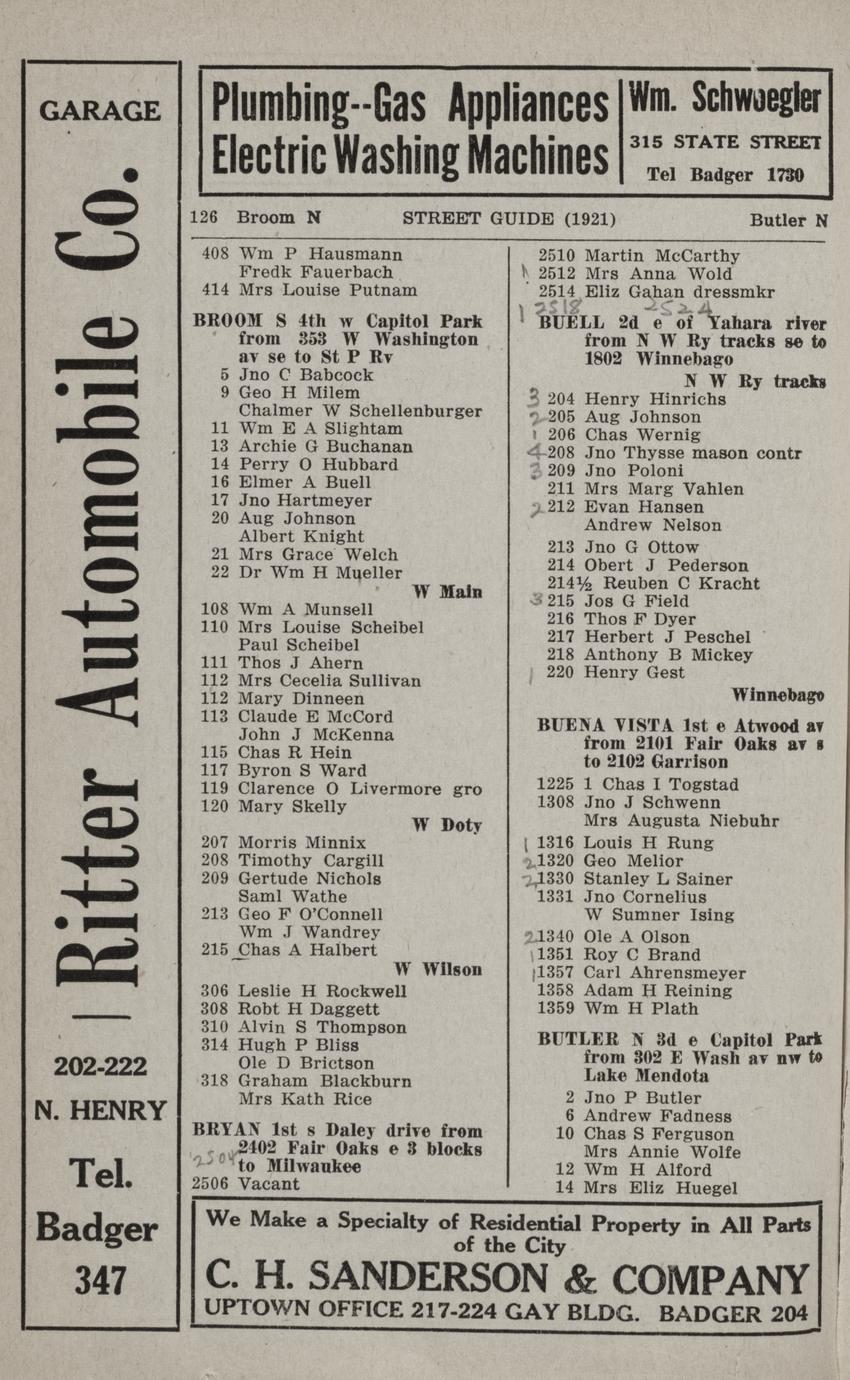 GARAGE
Ritter Automobile Co.
202-222
N. HENRY
Tel.
Badger
347
Plumbing--Gas Appliances
Electric Washing Machines
Wm. Schwoegler
315 STATE STREET
Tel Badger 1730
126 Broom N STREET GUIDE (1921) Butler N
408 Wm P Hausmann
Fredk Fauerbach
414 Mrs Louise Putnam
BROOM S 4th w Capitol Park
from 353 W Washington
av se to St P Ry
5 Jno C Babcock
9 Geo H Milem
Chalmer W Schellenburger
11 Wm E A Slightam
13 Archie G Buchanan
14 Perry O Hubbard
16 Elmer A Buell
17 Jno Hartmeyer
20 Aug Johnson
Albert Knight
21 Mrs Grace Welch
22 Dr Wm H Mueller
W Main
108 Wm A Munsell
110 Mrs Louise Scheibel
Paul Scheibel
111 Thos J Ahern
112 Mrs Cecelia Sullivan
112 Mary Dinneen
113 Claude E McCord
John J McKenna
115 Chas R Hein
117 Byron S Ward
119 Clarence O Livermore gro
120 Mary Skelly
W Doty
207 Morris Minnix
208 Timothy Cargill
209 Gertude Nichols
Saml Wathe
213 Geo F O'Connell
Wm J Wandrey
215 Chas A Halbert
W Wilson
306 Leslie H Rockwell
308 Robt H Daggett
310 Alvin S Thompson
314 Hugh P Bliss
Ole D Brictson
318 Graham Blackburn
Mrs Kath Rice
BRYAN 1st s Daley drive from
2402 Fair Oaks e 3 blocks
2504 to Milwaukee
2506 Vacant
2510 Martin McCarthy
1 2512 Mrs Anna Wold
2514 Eliz Gahan dressmkr
1 2518 2524
BUELL 2d e of Yahara river
from N W Ry tracks se to
1802 Winnebago
N W Ry tracks
3 204 Henry Hinrichs
2 205 Aug Johnson
1 206 Chas Wernig
4 208 Jno Thysse mason contr
3 209 Jno Poloni
211 Mrs Marg Vahlen
2 212 Evan Hansen
Andrew Nelson
213 Jno G Ottow
214 Obert J Pederson
214½ Reuben C Kracht
3 215 Jos G Field
216 Thos F Dyer
217 Herbert J Peschel
218 Anthony B Mickey
1 220 Henry Gest
Winnebago
BUENA VISTA 1st e Atwood av
from 2101 Fair Oaks av s
to 2102 Garrison
1225 1 Chas I Togstad
1308 Jno J Schwenn
Mrs Augusta Niebuhr
1 1316 Louis H Rung
2 1320 Geo Melior
2 1330 Stanley L Sainer
1331 Jno Cornelius
W Sumner Ising
2 1340 Ole A Olson
1 1351 Roy C Brand
1 1357 Carl Ahrensmeyer
1358 Adam H Reining
1359 Wm H Plath
BUTLER N 3d e Capitol Park
from 302 E Wash av nw to
Lake Mendota
2 Jno P Butler
6 Andrew Fadness
10 Chas S Ferguson
Mrs Annie Wolfe
12 Wm H Alford
14 Mrs Eliz Huegel
We Make a Specialty of Residential Property in All Parts
of the City
C. H. SANDERSON & COMPANY
UPTOWN OFFICE 217-224 GAY BLDG. BADGER 204